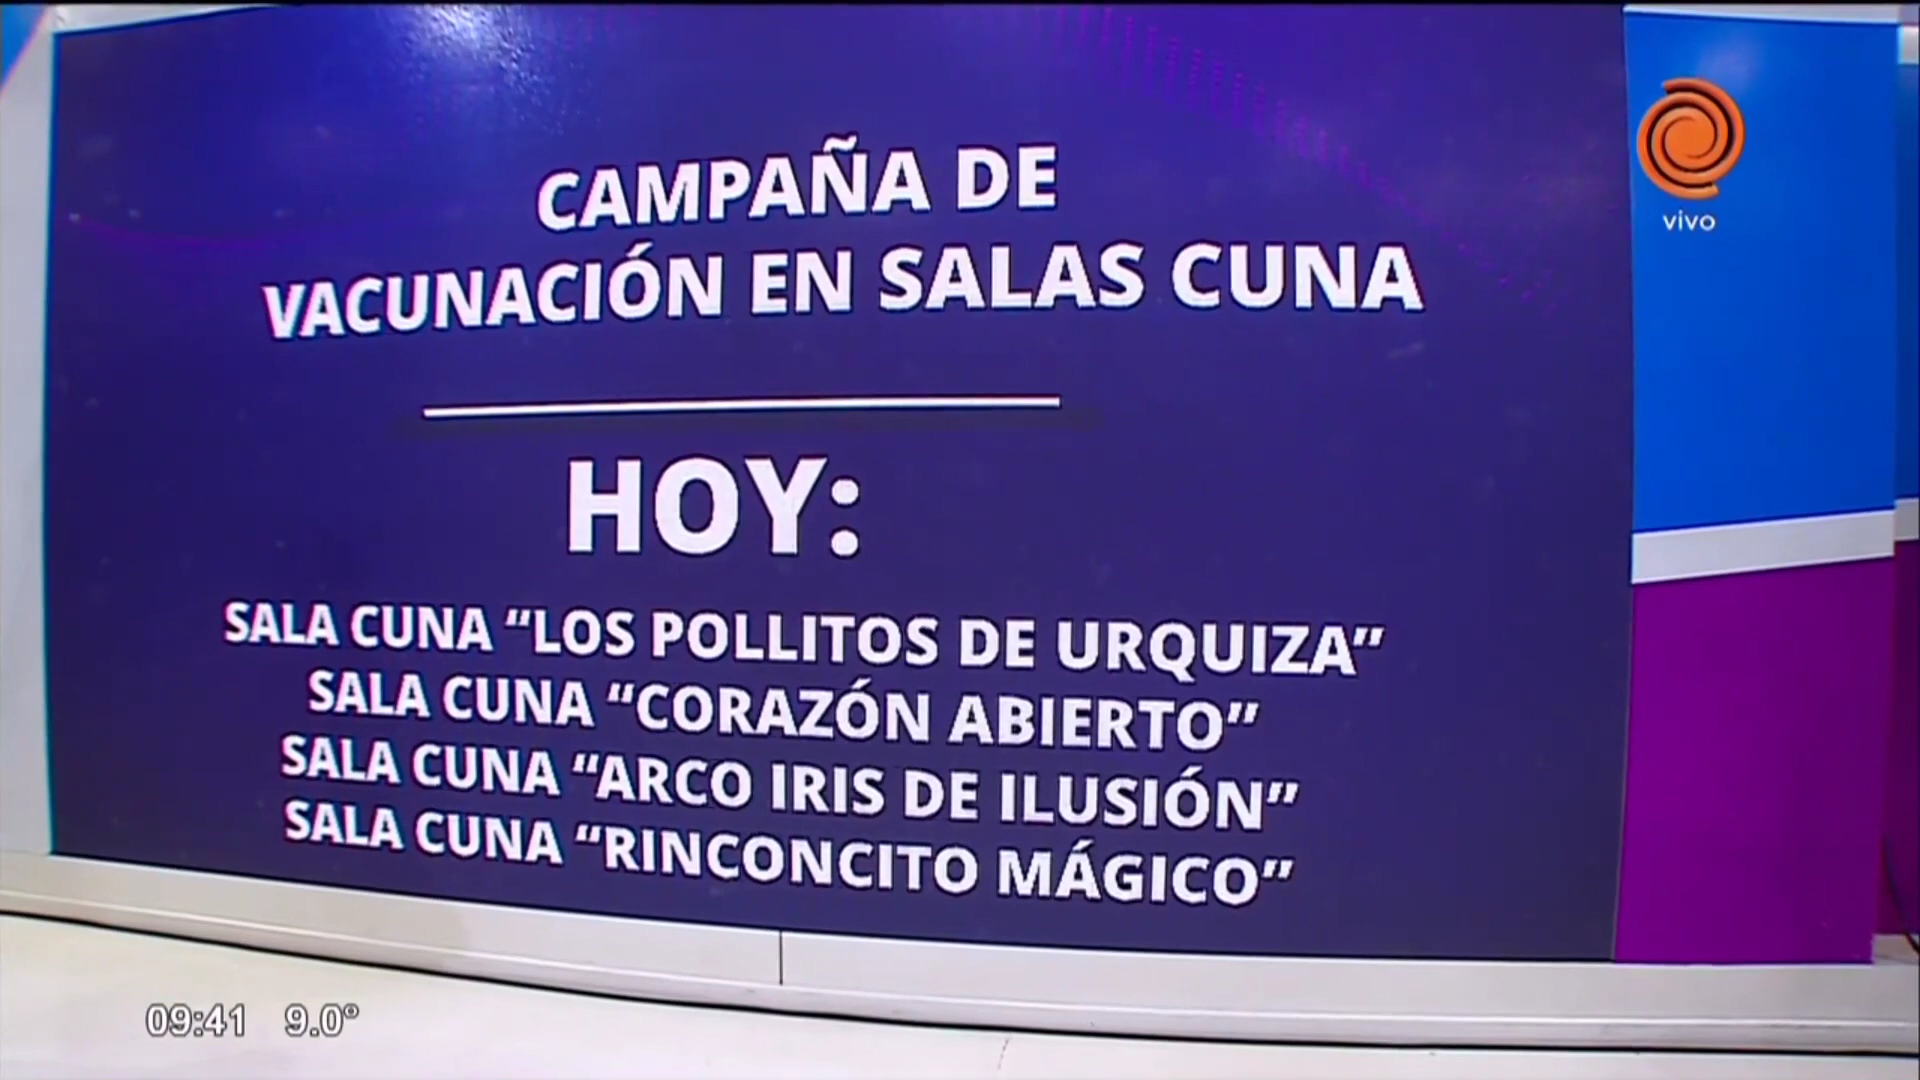 CAMPAÑA DE
VACUNACIÓN EN SALAS CUNA
HOY:
SALA CUNA “LOS POLLITOS DE URQUIZA”
SALA CUNA “CORAZÓN ABIERTO”
SALA CUNA “ARCO IRIS DE ILUSIÓN”
SALA CUNA “RINCONCITO MÁGICO”
vivo
09:41 9.0°